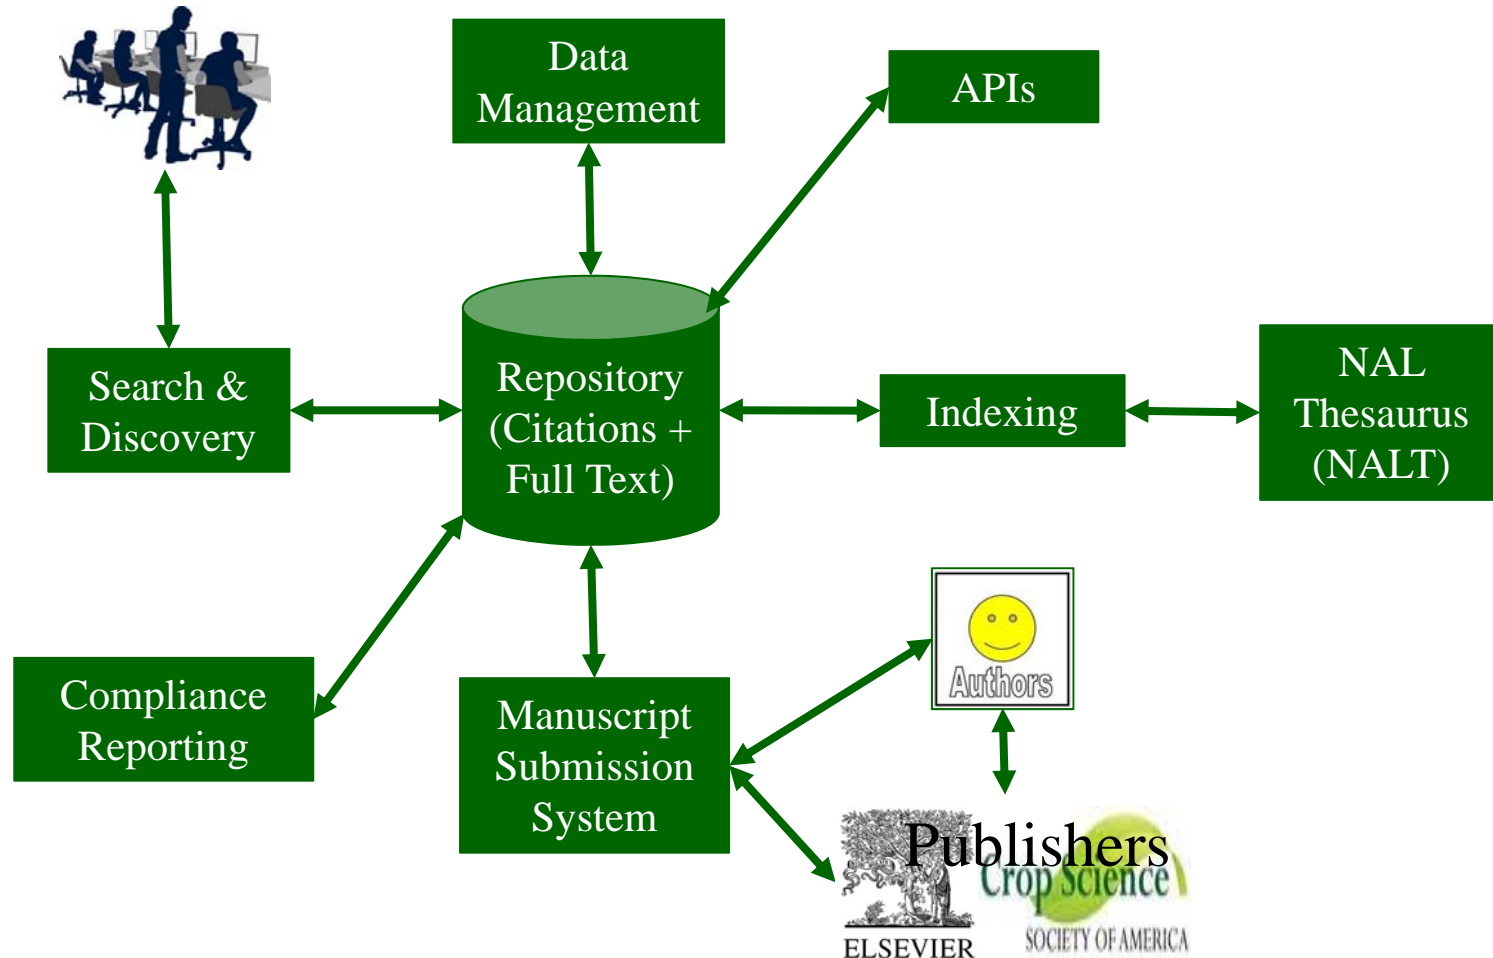 Data
Management
APIs
Search &
Discovery
Repository
(Citations +
Full Text)
Indexing
NAL
Thesaurus
(NALT)
Compliance
Reporting
Manuscript
Submission
System
Authors
Publishers
Crop Science
SOCIETY OF AMERICA
ELSEVIER